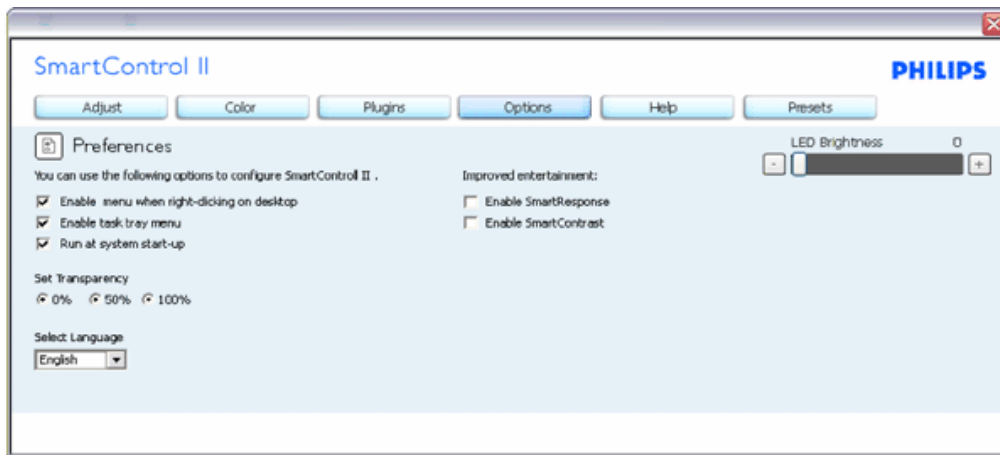 SmartControl II
PHILIPS
Adjust Color Plugins Options Help Presets
Preferences
LED Brightness 0
- +
You can use the following options to configure SmartControl II .
Improved entertainment:
Enable menu when right-clicking on desktop
Enable SmartResponse
Enable task tray menu
Enable SmartContrast
Run at system start-up
Set Transparency
0% 50% 100%
Select Language
English